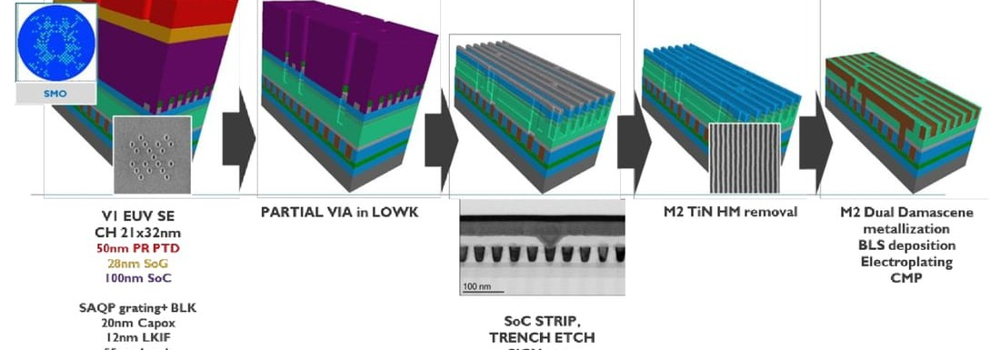 SMO
V1 EUV SE
CH 21x32nm
50nm PR PTD
28nm SoG
100nm SoC
SAQP grating+ BLK
20nm Capox
12nm LKIF
PARTIAL VIA in LOWK
100 nm
SoC STRIP,
TRENCH ETCH
M2 TiN HM removal
M2 Dual Damascene
metallization
BLS deposition
Electroplating
CMP